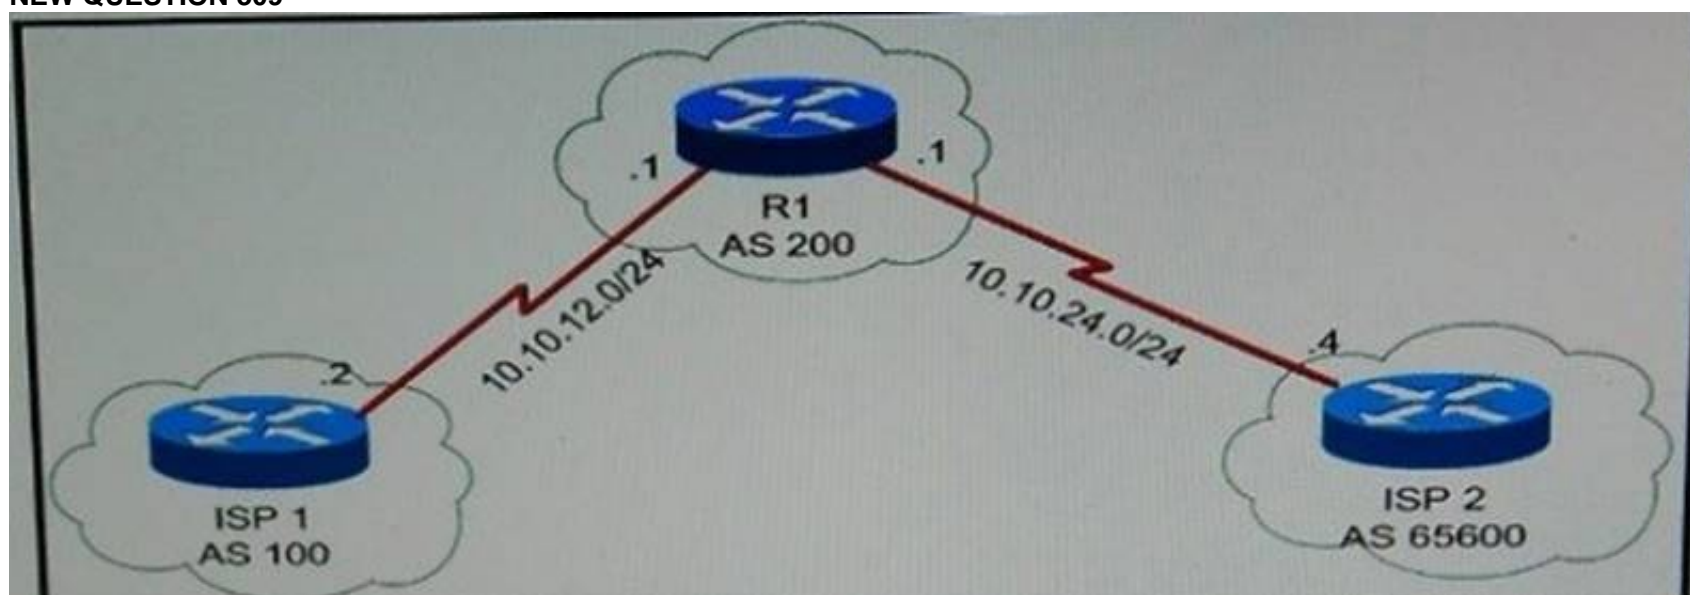 .1
.1
R1
AS 200
10.10.12.0/24
10.10.24.0/24
.2
.4
ISP 1
AS 100
ISP 2
AS 65600